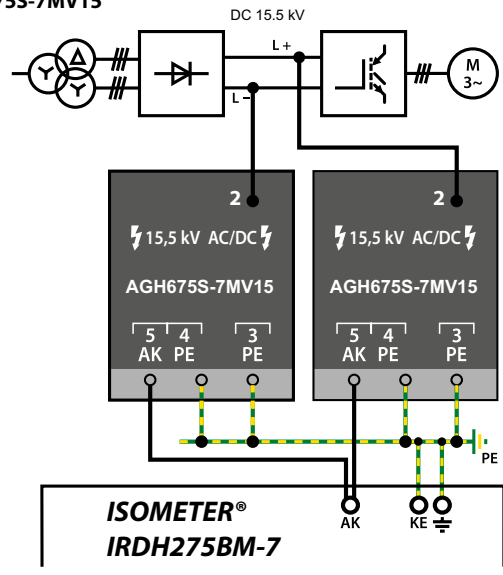 75S-7MV15
DC 15.5 kV
L +
L −
M
3~
Δ
Y
Y
2
15,5 kV AC/DC
AGH675S-7MV15
5 4 3
AK PE PE
2
15,5 kV AC/DC
AGH675S-7MV15
5 4 3
AK PE PE
PE
AK KE
ISOMETER®
IRDH275BM-7